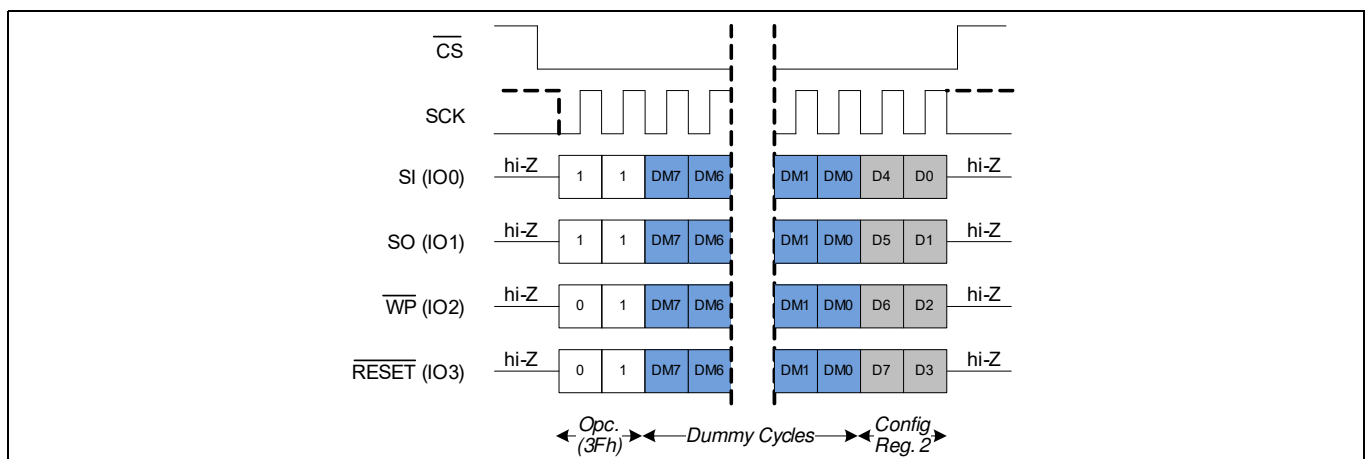 CS
SCK
SI (IO0) hi-Z 1 1 DM7 DM6 DM1 DM0 D4 D0 hi-Z
SO (IO1) hi-Z 1 1 DM7 DM6 DM1 DM0 D5 D1 hi-Z
WP (IO2) hi-Z 0 1 DM7 DM6 DM1 DM0 D6 D2 hi-Z
RESET (IO3) hi-Z 0 1 DM7 DM6 DM1 DM0 D7 D3 hi-Z
Opc. Config
(3Fh) Dummy Cycles Reg. 2